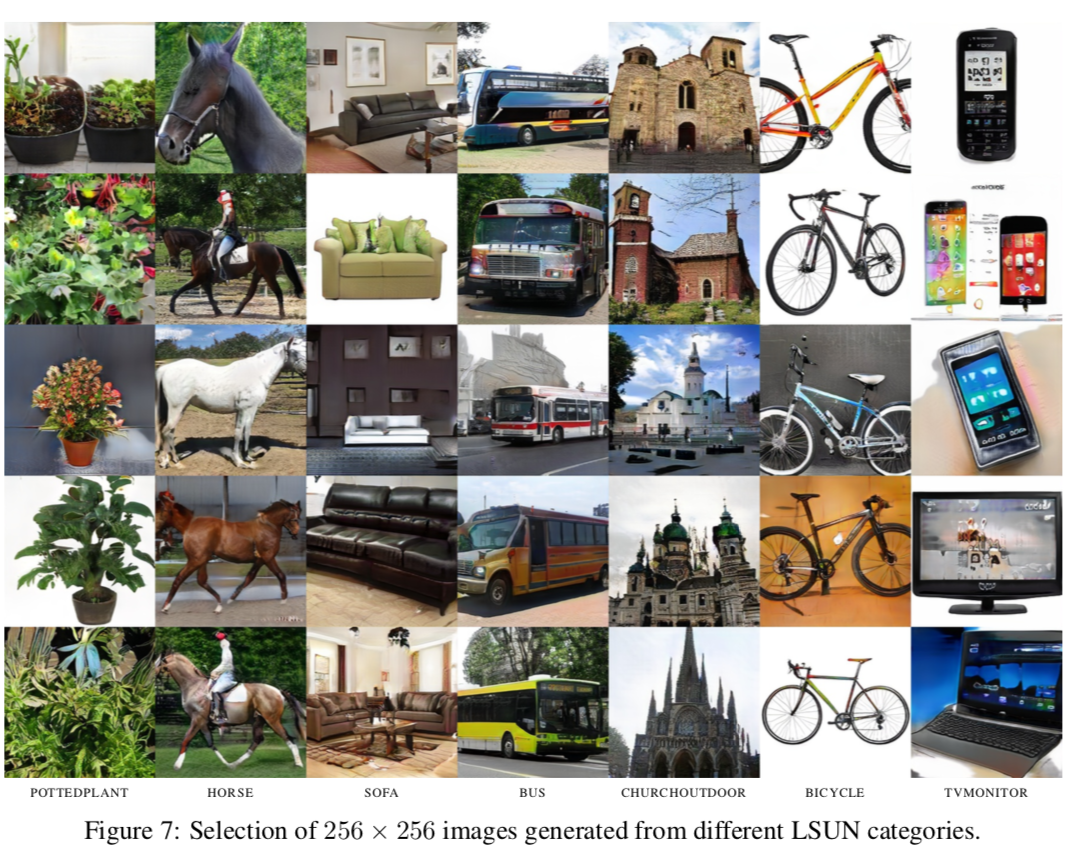 POTTEDPLANT HORSE SOFA BUS CHURCHOUTDOOR BICYCLE TVMONITOR
Figure 7: Selection of 256 × 256 images generated from different LSUN categories.